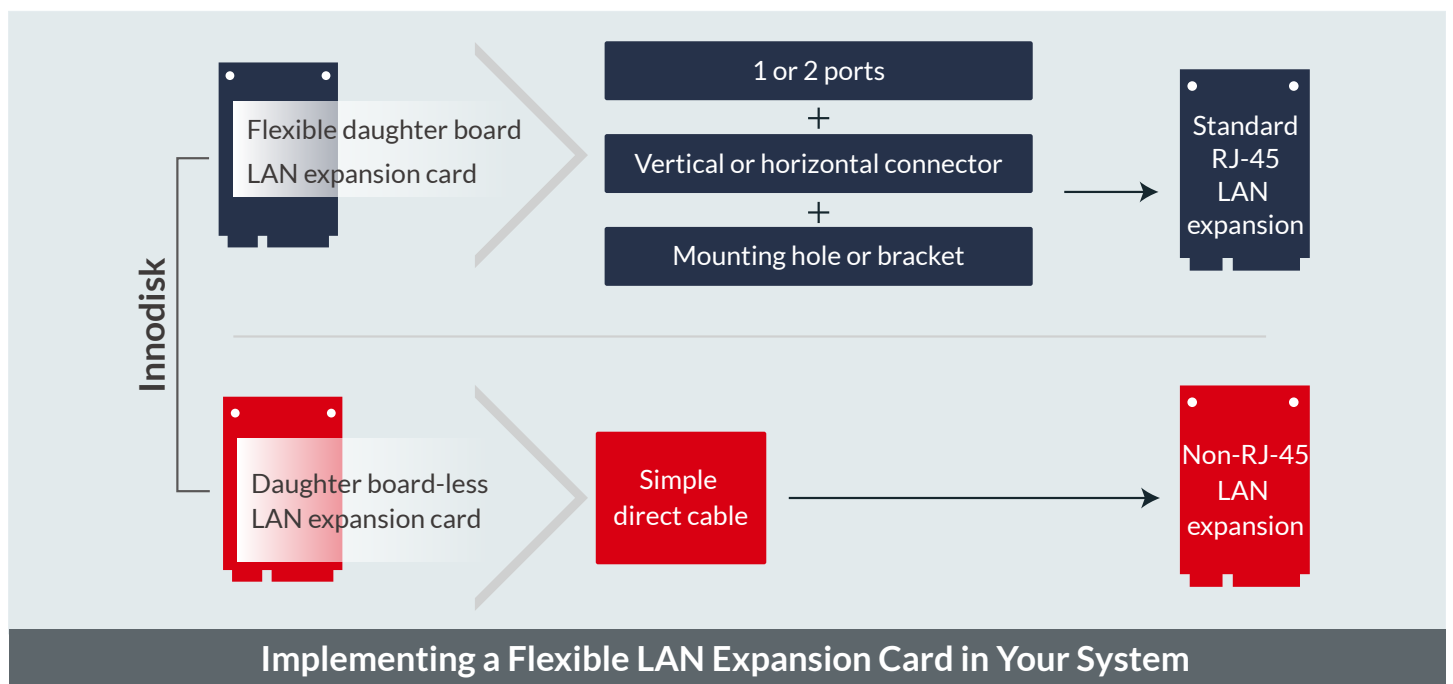 Innodisk
Flexible daughter board
LAN expansion card
1 or 2 ports
+
Vertical or horizontal connector
+
Mounting hole or bracket
Standard
RJ-45
LAN
expansion
Daughter board-less
LAN expansion card
Simple
direct cable
Non-RJ-45
LAN
expansion
Implementing a Flexible LAN Expansion Card in Your System